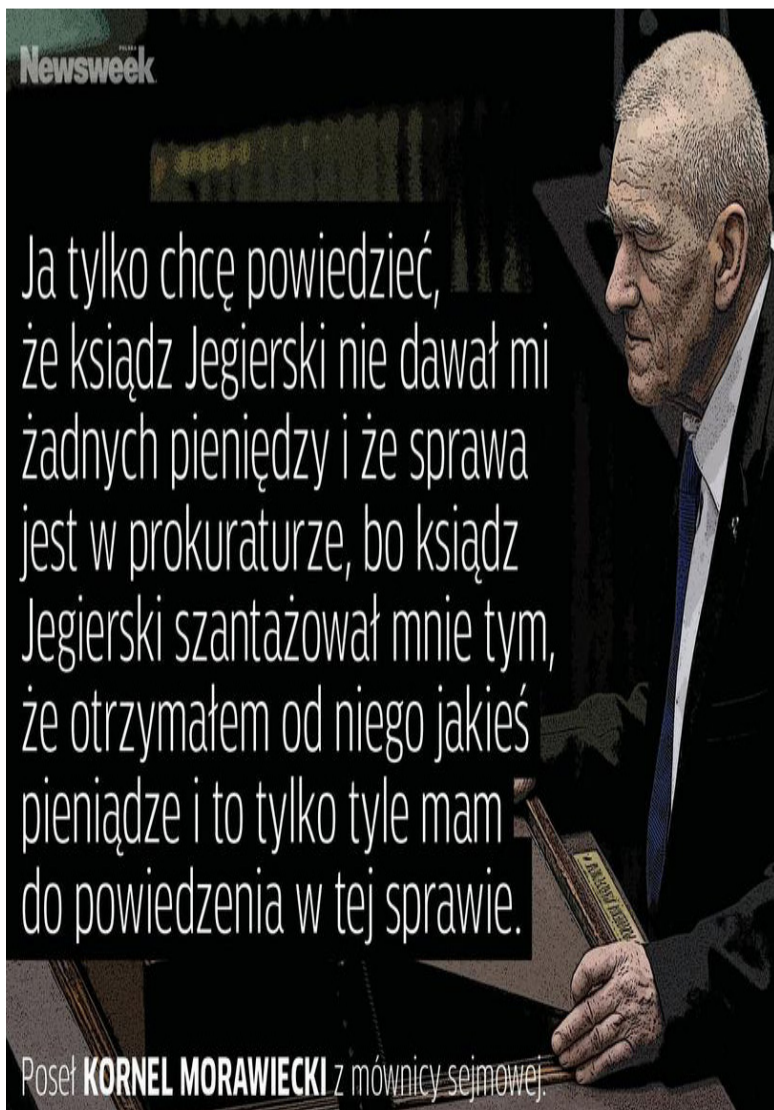 POLSKA
Newsweek
Ja tylko chcę powiedzieć,
że ksiądz Jegierski nie dawał mi
żadnych pieniędzy i że sprawa
jest w prokuraturze, bo ksiądz
Jegierski szantażował mnie tym,
że otrzymałem od niego jakieś
pieniądze i to tylko tyle mam
do powiedzenia w tej sprawie.
Poseł KORNEL MORAWIECKI z mównicy sejmowej.